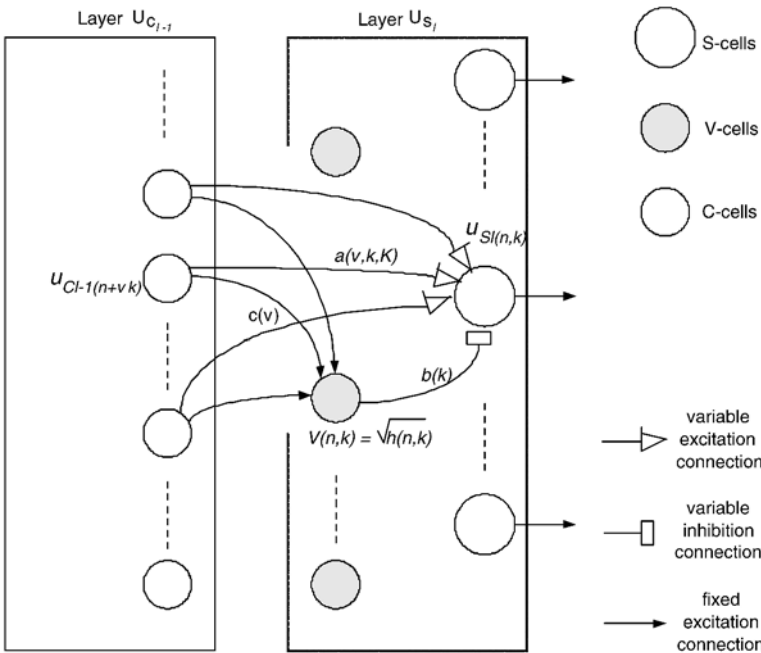 Layer U_{C_{l-1}}
Layer U_{S_l}
S-cells
V-cells
C-cells
u_{Sl(n,k)}
a(v,k,K)
u_{Cl-1(n+v k)}
c(v)
b(k)
V(n,k) = √h(n,k)
variable
excitation
connection
variable
inhibition
connection
fixed
excitation
connection